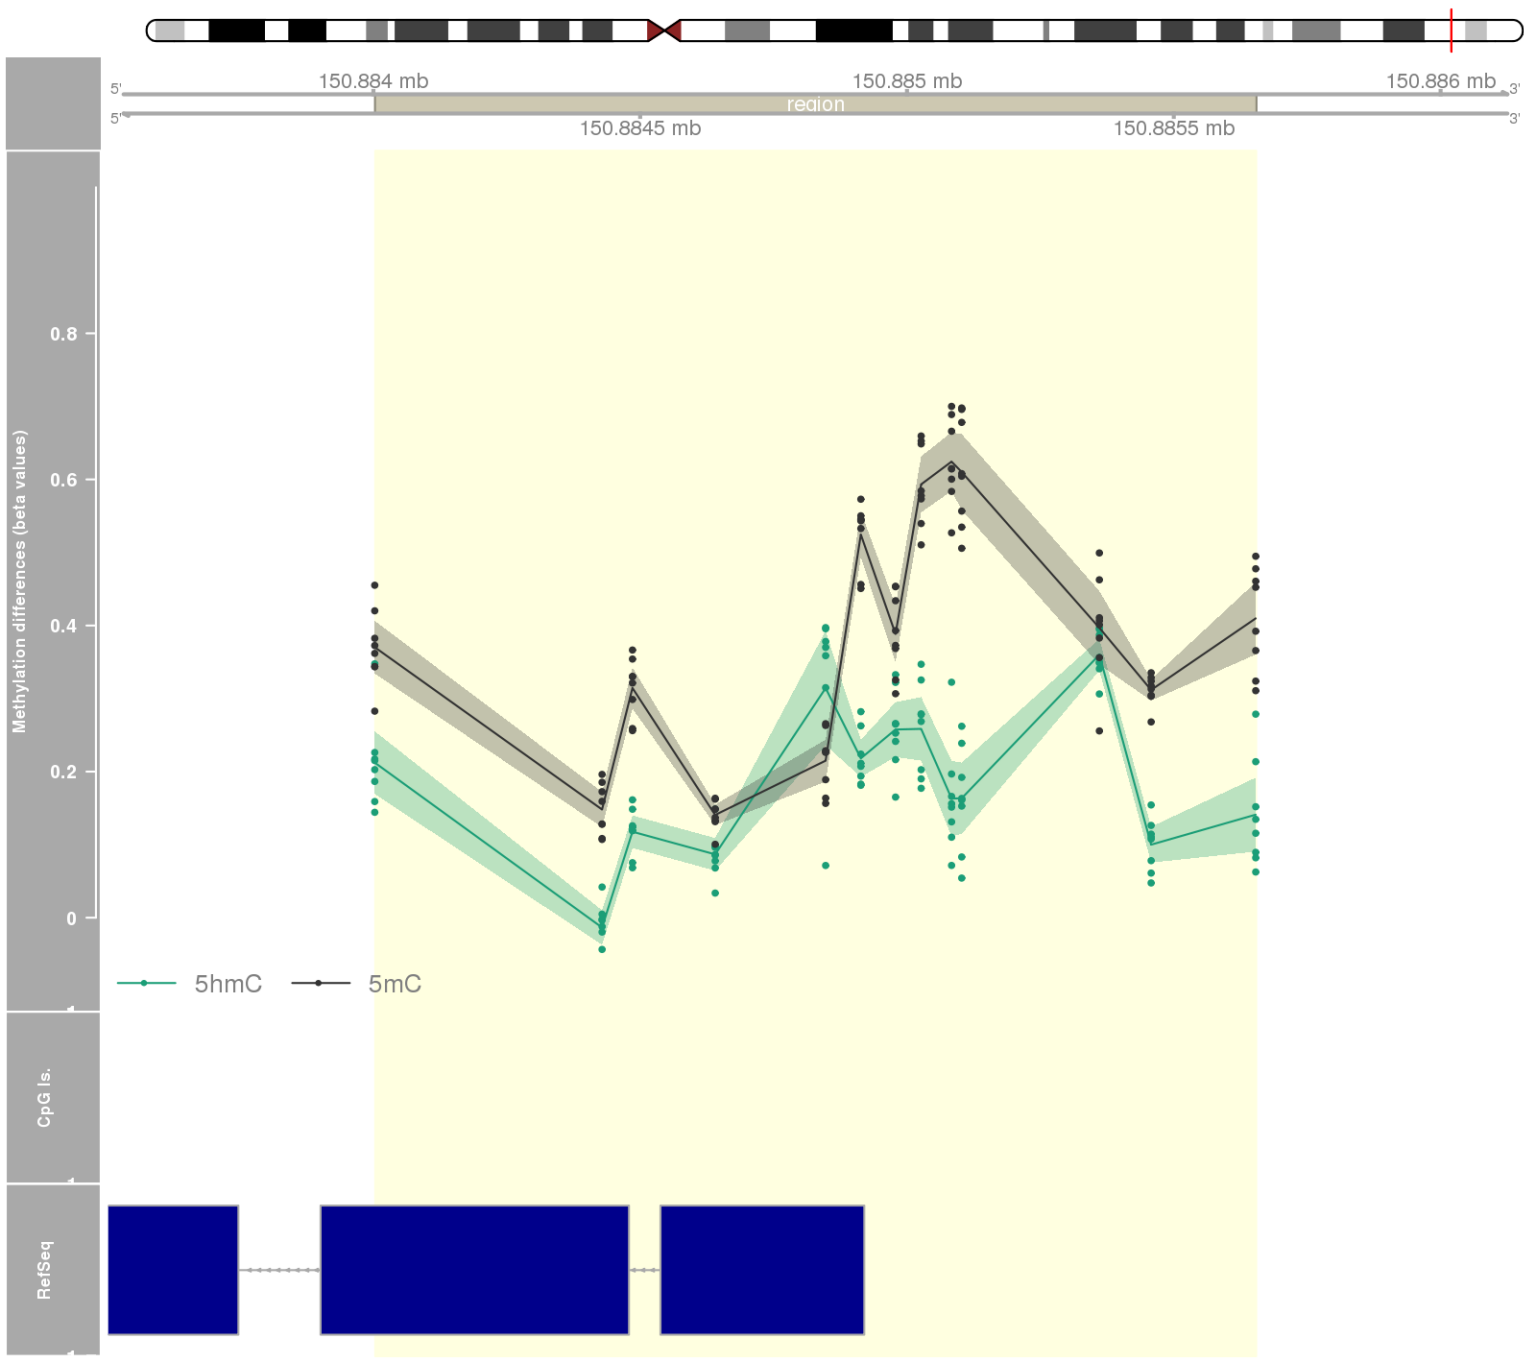 150.884 mb 150.885 mb 150.886 mb
5' 3'
region
5' 3'
150.8845 mb 150.8855 mb
Methylation differences (beta values)
0.8
0.6
0.4
0.2
0
5hmC 5mC
CpG Is.
RefSeq